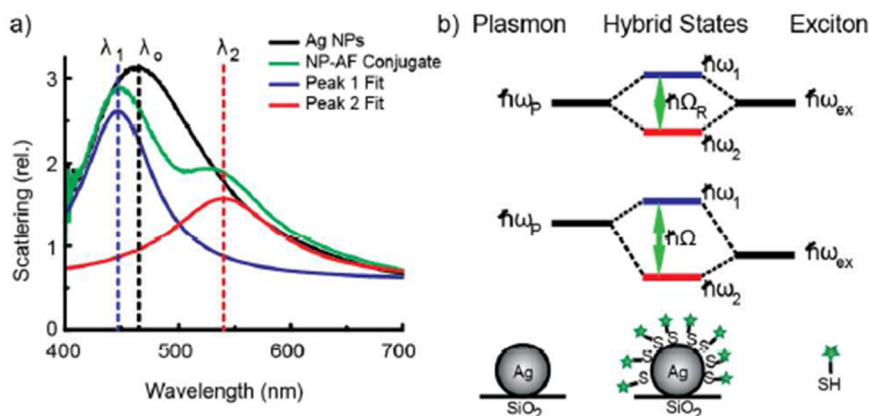 a)
λ1 λo λ2
Ag NPs
NP-AF Conjugate
Peak 1 Fit
Peak 2 Fit
Scatlering (rel.)
3
2
1
0
400 500 600 700
Wavelength (nm)
b) Plasmon Hybrid States Exciton
ħω1
ħωP ħΩR ħωex
ħω2
ħω1
ħωP ħΩ ħωex
ħω2
S S S S S S S S
Ag Ag SH
SiO2 SiO2